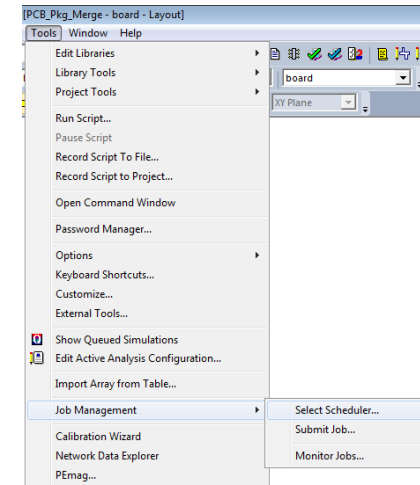 [PCB_Pkg_Merge - board - Layout]
Tools Window Help
Edit Libraries
Library Tools
Project Tools
board
XY Plane
Run Script...
Pause Script
Record Script To File...
Record Script to Project...
Open Command Window
Password Manager...
Options
Keyboard Shortcuts...
Customize...
External Tools...
Show Queued Simulations
Edit Active Analysis Configuration...
Import Array from Table...
Job Management
Select Scheduler...
Submit Job...
Monitor Jobs...
Calibration Wizard
Network Data Explorer
PEmag...